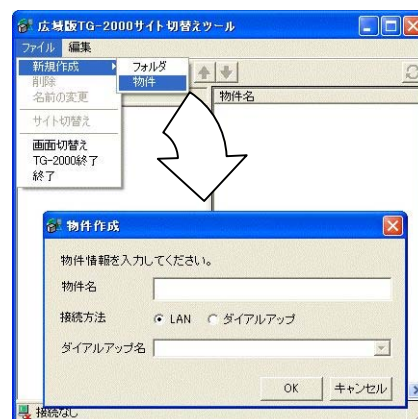 広域版TG-2000サイト切替えツール
ファイル 編集
新規作成
フォルダ
物件
削除
名前の変更
サイト切替え
画面切替え
TG-2000終了
終了
物件名
物件作成
物件情報を入力してください。
物件名
接続方法 LAN ダイアルアップ
ダイアルアップ名
OK キャンセル
接続なし